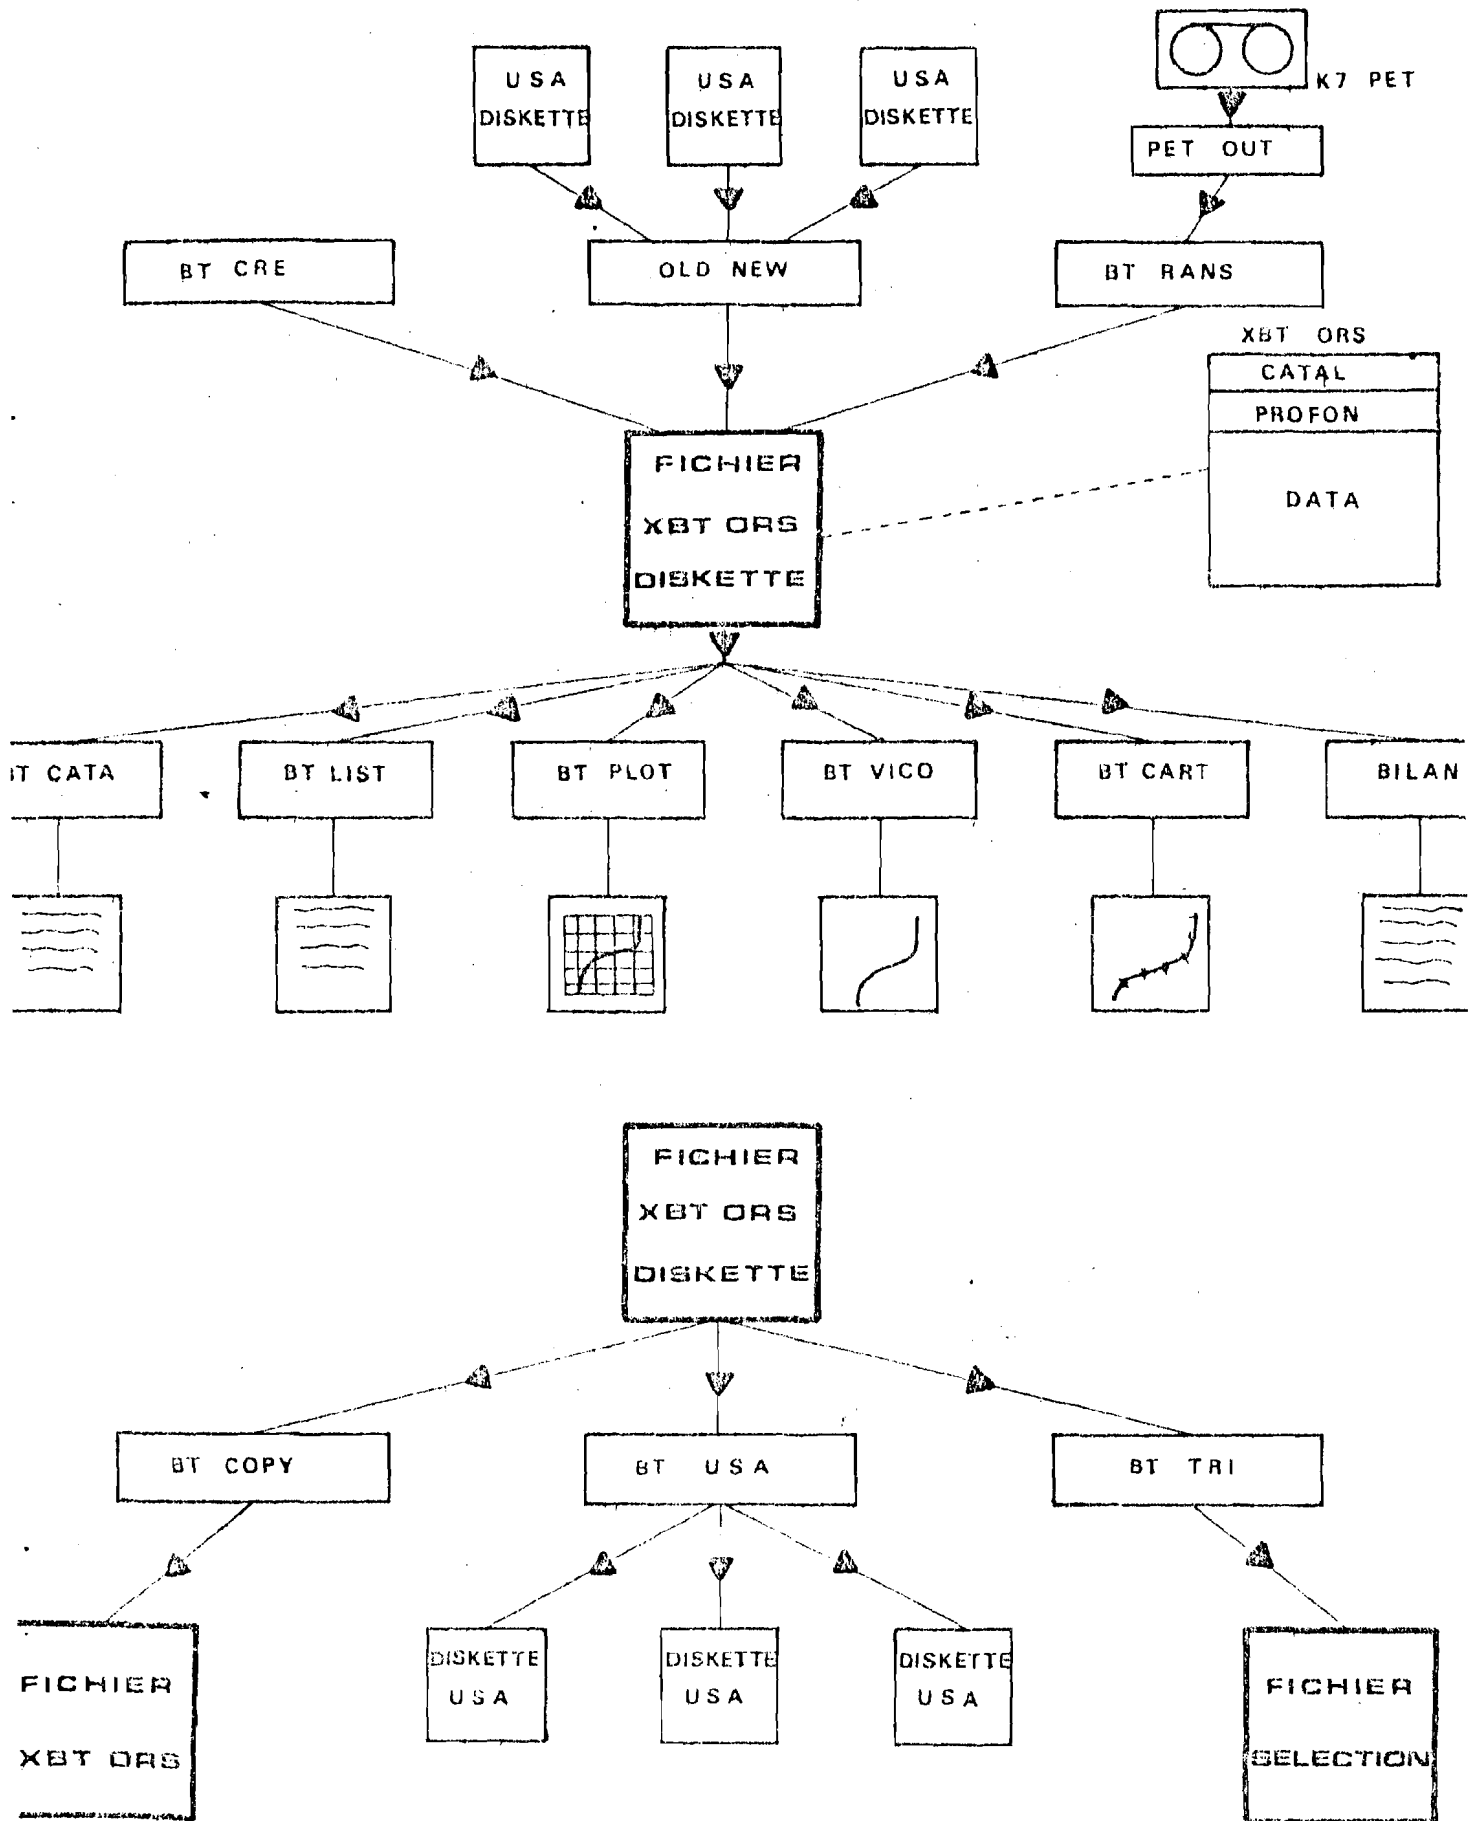 USA
DISKETTE
USA
DISKETTE
USA
DISKETTE
K7 PET
PET OUT
BT CRE
OLD NEW
BT RANS
XBT ORS
CATAL
PROFON
DATA
FICHIER
XBT ORS
DISKETTE
BT CATA
BT LIST
BT PLOT
BT VICO
BT CART
BILAN
FICHIER
XBT ORS
DISKETTE
BT COPY
BT USA
BT TRI
FICHIER
XBT ORS
DISKETTE
USA
DISKETTE
USA
DISKETTE
USA
FICHIER
SELECTION